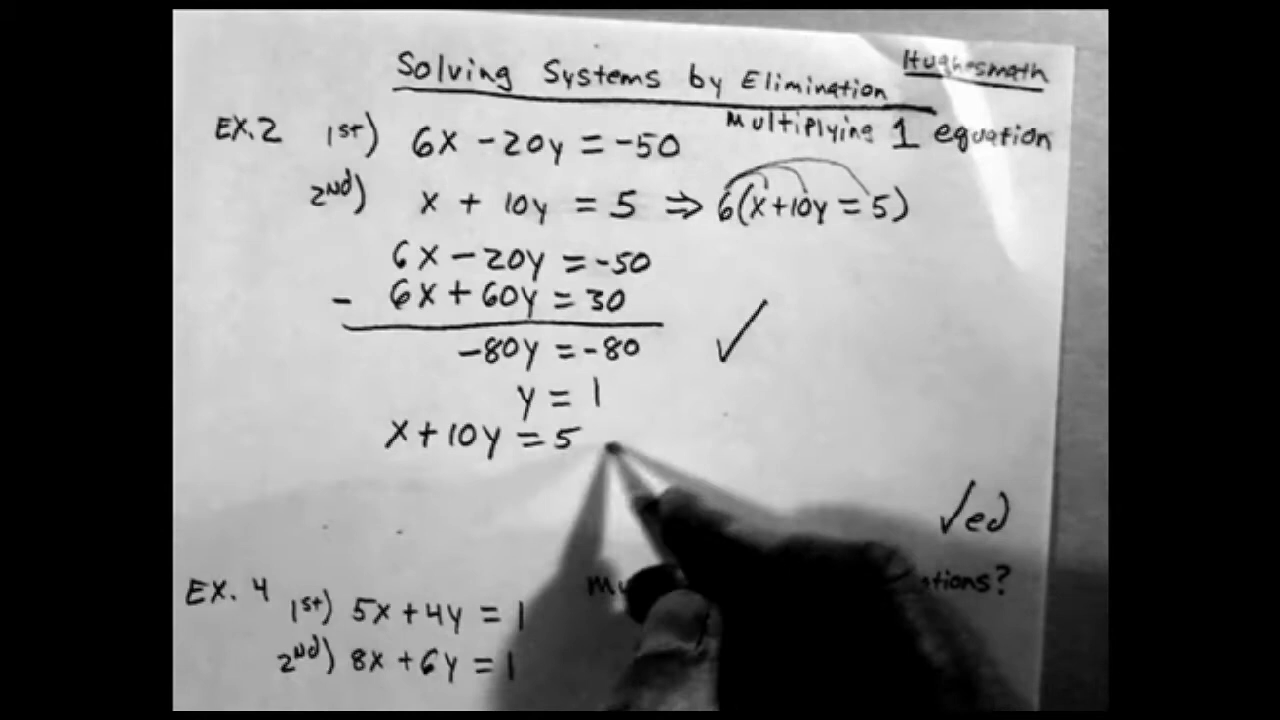 Solving Systems by Elimination
Hughesmath
Multiplying 1 equation
EX.2 1st) 6x - 20y = -50
2nd) x + 10y = 5 ⇒ 6(x+10y = 5)
6x - 20y = -50
- 6x + 60y = 30
-80y = -80 ✓
y = 1
x + 10y = 5
✓ed
EX. 4 1st) 5x + 4y = 1
2nd) 8x + 6y = 1